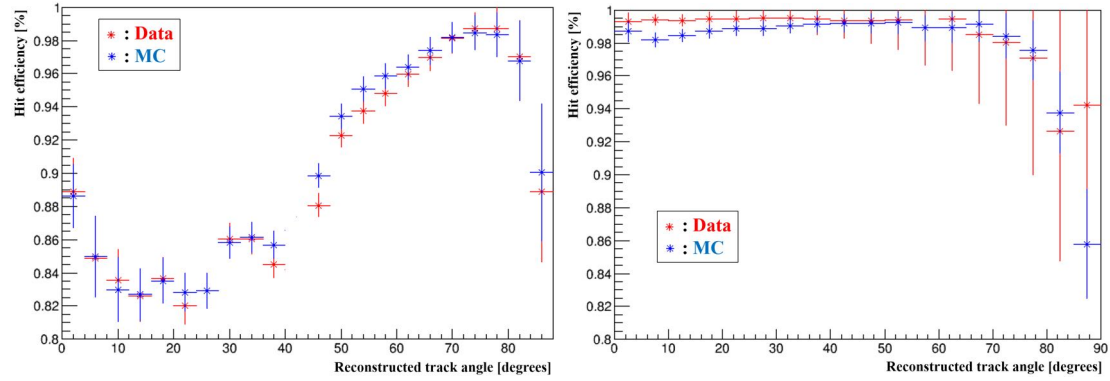 Hit efficiency [%]
1
0.98
0.96
0.94
0.92
0.9
0.88
0.86
0.84
0.82
0.8
: Data
: MC
0 10 20 30 40 50 60 70 80
Reconstructed track angle [degrees]
Hit efficiency [%]
1
0.98
0.96
0.94
0.92
0.9
0.88
0.86
0.84
0.82
0.8
: Data
: MC
0 10 20 30 40 50 60 70 80 90
Reconstructed track angle [degrees]